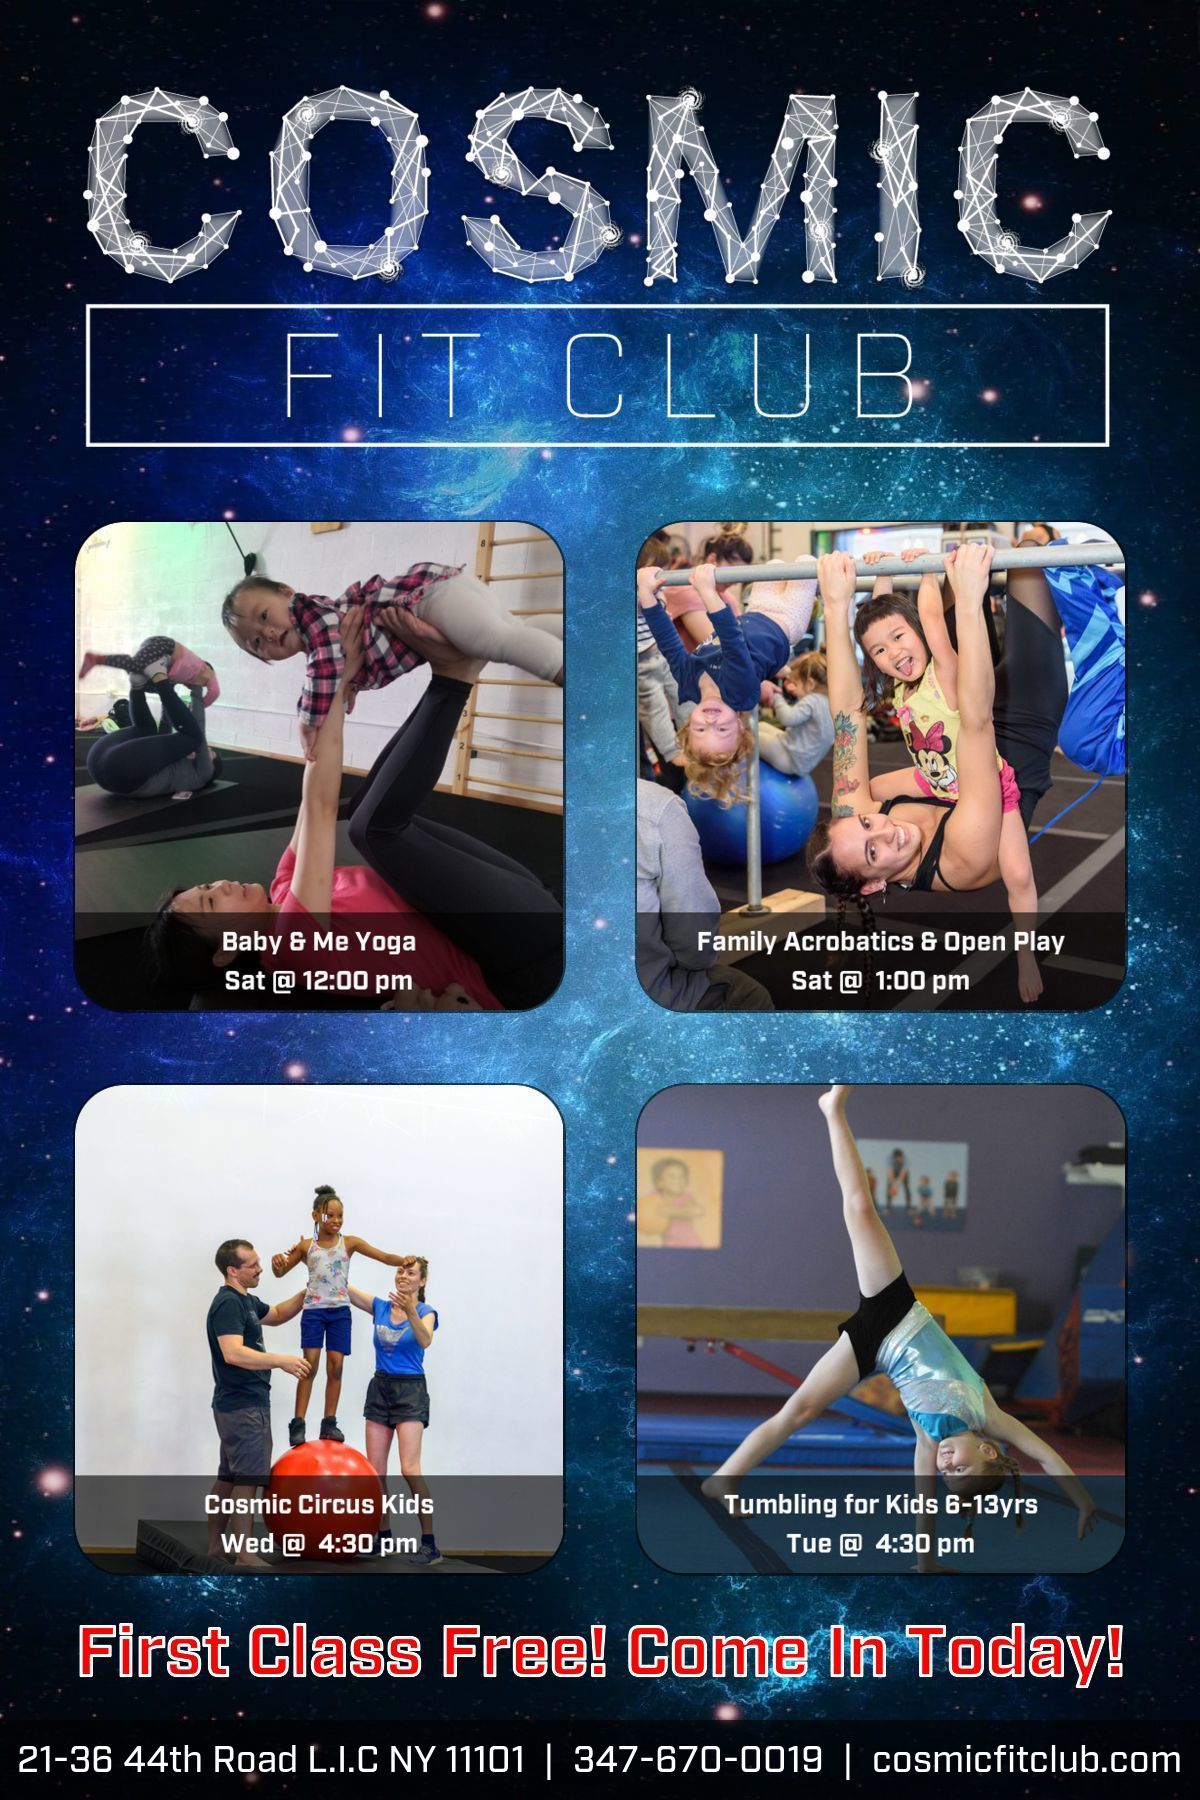 COSMIC
FIT CLUB
Baby & Me Yoga
Sat @ 12:00 pm
Family Acrobatics & Open Play
Sat @ 1:00 pm
Cosmic Circus Kids
Wed @ 4:30 pm
Tumbling for Kids 6-13yrs
Tue @ 4:30 pm
First Class Free! Come In Today!
21-36 44th Road L.I.C NY 11101 | 347-670-0019 | cosmicfitclub.com